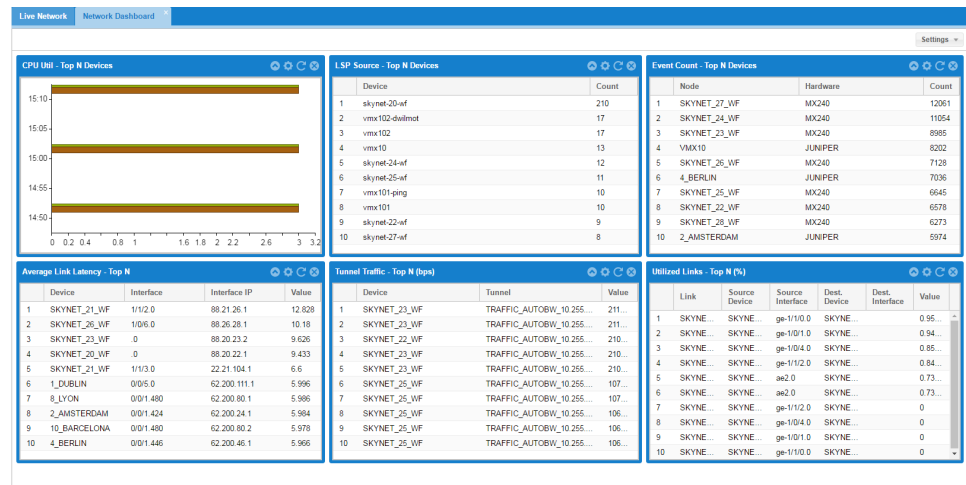 Live Network Network Dashboard
Settings
CPU Util - Top N Devices
15:10
15:05
15:00
14:55
14:50
0 0.2 0.4 0.8 1 1.6 1.8 2 2.2 2.6 3 3.2
LSP Source - Top N Devices
Device Count
1 skynet-20-wf 210
2 vmx102-dwilmot 17
3 vmx102 17
4 vmx10 13
5 skynet-24-wf 12
6 skynet-25-wf 11
7 vmx101-ping 10
8 vmx101 10
9 skynet-22-wf 9
10 skynet-27-wf 8
Event Count - Top N Devices
Node Hardware Count
1 SKYNET_27_WF MX240 12061
2 SKYNET_24_WF MX240 11054
3 SKYNET_23_WF MX240 8985
4 VMX10 JUNIPER 8202
5 SKYNET_26_WF MX240 7128
6 4_BERLIN JUNIPER 7036
7 SKYNET_25_WF MX240 6645
8 SKYNET_22_WF MX240 6578
9 SKYNET_28_WF MX240 6273
10 2_AMSTERDAM JUNIPER 5974
Average Link Latency - Top N
Device Interface Interface IP Value
1 SKYNET_21_WF 1/1/2.0 88.21.26.1 12.828
2 SKYNET_26_WF 1/0/6.0 88.26.28.1 10.18
3 SKYNET_23_WF .0 88.20.23.2 9.626
4 SKYNET_20_WF .0 88.20.22.1 9.433
5 SKYNET_21_WF 1/1/3.0 22.21.104.1 6.6
6 1_DUBLIN 0/0/5.0 62.200.111.1 5.996
7 8_LYON 0/0/1.480 62.200.80.1 5.986
8 2_AMSTERDAM 0/0/1.424 62.200.24.1 5.984
9 10_BARCELONA 0/0/1.480 62.200.80.2 5.978
10 4_BERLIN 0/0/1.446 62.200.46.1 5.966
Tunnel Traffic - Top N (bps)
Device Tunnel Value
1 SKYNET_23_WF TRAFFIC_AUTOBW_10.255.... 211...
2 SKYNET_23_WF TRAFFIC_AUTOBW_10.255.... 211...
3 SKYNET_22_WF TRAFFIC_AUTOBW_10.255.... 210...
4 SKYNET_23_WF TRAFFIC_AUTOBW_10.255.... 210...
5 SKYNET_23_WF TRAFFIC_AUTOBW_10.255.... 210...
6 SKYNET_25_WF TRAFFIC_AUTOBW_10.255.... 107...
7 SKYNET_25_WF TRAFFIC_AUTOBW_10.255.... 107...
8 SKYNET_25_WF TRAFFIC_AUTOBW_10.255.... 106...
9 SKYNET_25_WF TRAFFIC_AUTOBW_10.255.... 106...
10 SKYNET_25_WF TRAFFIC_AUTOBW_10.255.... 106...
Utilized Links - Top N (%)
Link Source Device Source Interface Dest. Device Dest. Interface Value
1 SKYNE... SKYNE... ge-1/1/0.0 SKYNE... 0.95...
2 SKYNE... SKYNE... ge-1/0/1.0 SKYNE... 0.94...
3 SKYNE... SKYNE... ge-1/0/4.0 SKYNE... 0.85...
4 SKYNE... SKYNE... ge-1/1/2.0 SKYNE... 0.84...
5 SKYNE... SKYNE... ae2.0 SKYNE... 0.73...
6 SKYNE... SKYNE... ae2.0 SKYNE... 0.73...
7 SKYNE... SKYNE... ge-1/1/2.0 SKYNE... 0
8 SKYNE... SKYNE... ge-1/0/4.0 SKYNE... 0
9 SKYNE... SKYNE... ge-1/0/1.0 SKYNE... 0
10 SKYNE... SKYNE... ge-1/1/0.0 SKYNE... 0